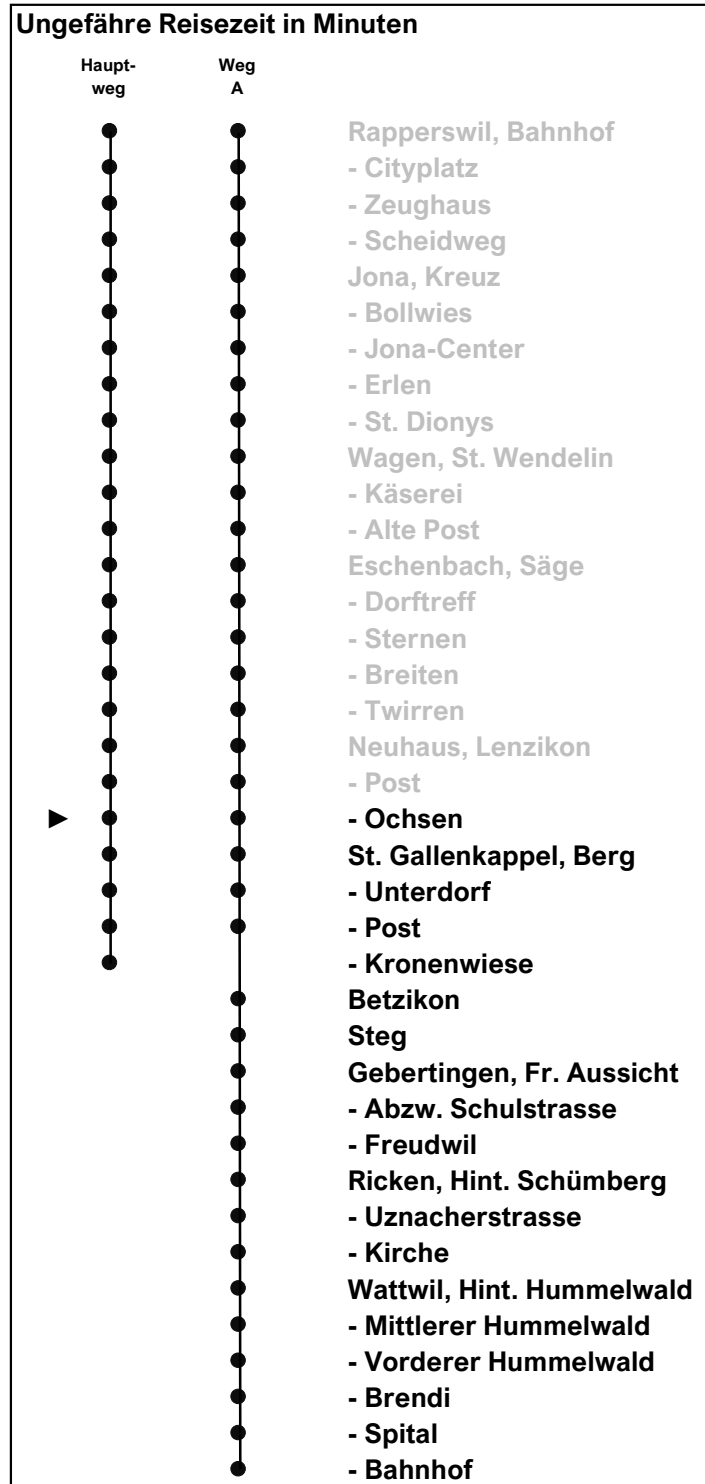 Ungefähre Reisezeit in Minuten
Haupt-
weg
Weg
A
Rapperswil, Bahnhof
- Cityplatz
- Zeughaus
- Scheidweg
Jona, Kreuz
- Bollwies
- Jona-Center
- Erlen
- St. Dionys
Wagen, St. Wendelin
- Käserei
- Alte Post
Eschenbach, Säge
- Dorftreff
- Sternen
- Breiten
- Twirren
Neuhaus, Lenzikon
- Post
- Ochsen
St. Gallenkappel, Berg
- Unterdorf
- Post
- Kronenwiese
Betzikon
Steg
Gebertingen, Fr. Aussicht
- Abzw. Schulstrasse
- Freudwil
Ricken, Hint. Schümberg
- Uznacherstrasse
- Kirche
Wattwil, Hint. Hummelwald
- Mittlerer Hummelwald
- Vorderer Hummelwald
- Brendi
- Spital
- Bahnhof